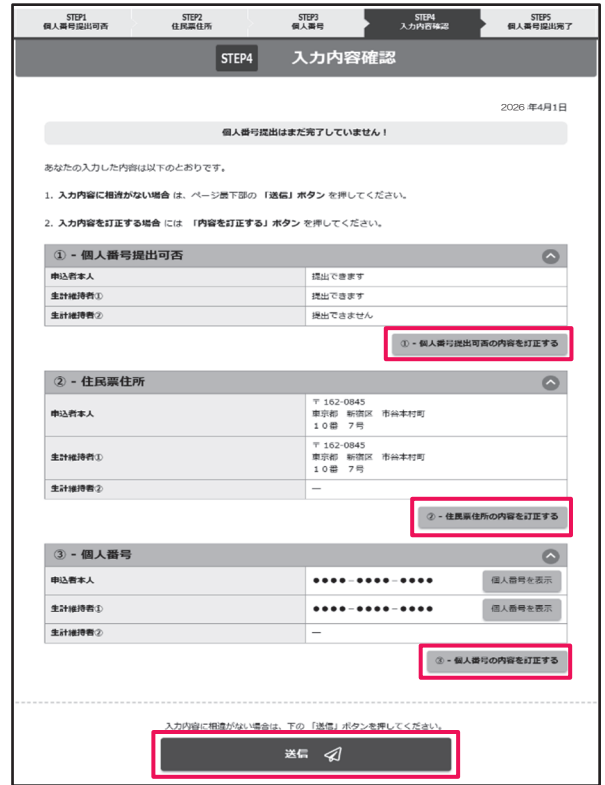 STEP1 STEP2 STEP3 STEP4 STEP5
個人番号提出可否 住民票住所 個人番号 入力内容確認 個人番号提出完了
STEP4 入力内容確認
2026年4月1日
個人番号提出はまだ完了していません！
あなたの入力した内容は以下のとおりです。
1. 入力内容に相違がない場合 は、ページ最下部の 「送信」ボタン を押してください。
2. 入力内容を訂正する場合 には 「内容を訂正する」ボタン を押してください。
① - 個人番号提出可否
申込者本人 提出できます
生計維持者① 提出できます
生計維持者② 提出できません
① - 個人番号提出可否の内容を訂正する
② - 住民票住所
申込者本人 〒 162-0845
東京都 新宿区 市谷本村町
１０番 ７号
生計維持者① 〒 162-0845
東京都 新宿区 市谷本村町
１０番 ７号
生計維持者② ―
② - 住民票住所の内容を訂正する
③ - 個人番号
申込者本人 ●●●●-●●●●-●●●● 個人番号を表示
生計維持者① ●●●●-●●●●-●●●● 個人番号を表示
生計維持者② ―
③ - 個人番号の内容を訂正する
入力内容に相違がない場合は、下の 「送信」ボタンを押してください。
送信